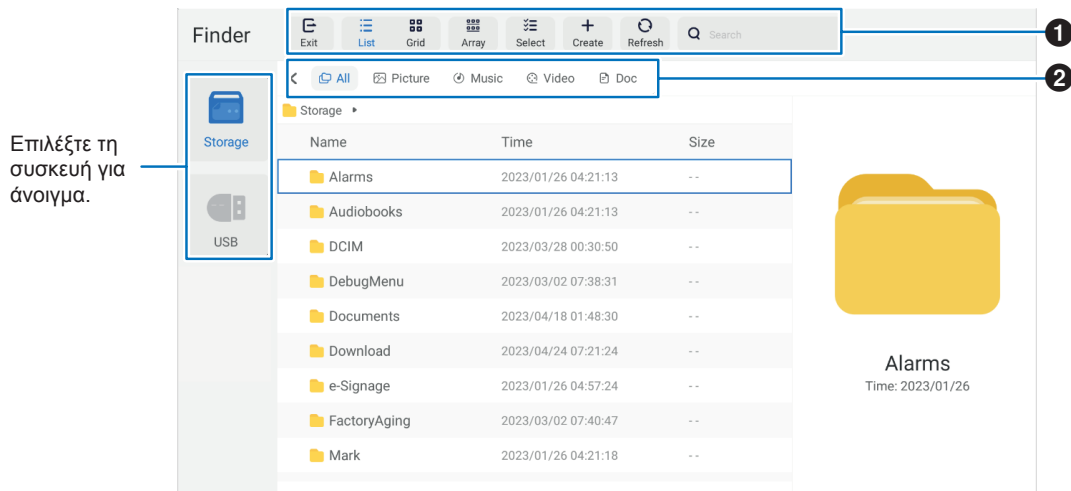 Finder
Exit List Grid Array Select Create Refresh Search
1
All Picture Music Video Doc
2
Επιλέξτε τη
συσκευή για
άνοιγμα.
Storage
USB
Storage
Name Time Size
Alarms 2023/01/26 04:21:13 - -
Audiobooks 2023/01/26 04:21:13 - -
DCIM 2023/03/28 00:30:50 - -
DebugMenu 2023/03/02 07:38:31 - -
Documents 2023/04/18 01:48:30 - -
Download 2023/04/24 07:21:24 - -
e-Signage 2023/01/26 04:57:24 - -
FactoryAging 2023/03/02 07:40:47 - -
Mark 2023/01/26 04:21:18 - -
Alarms
Time: 2023/01/26